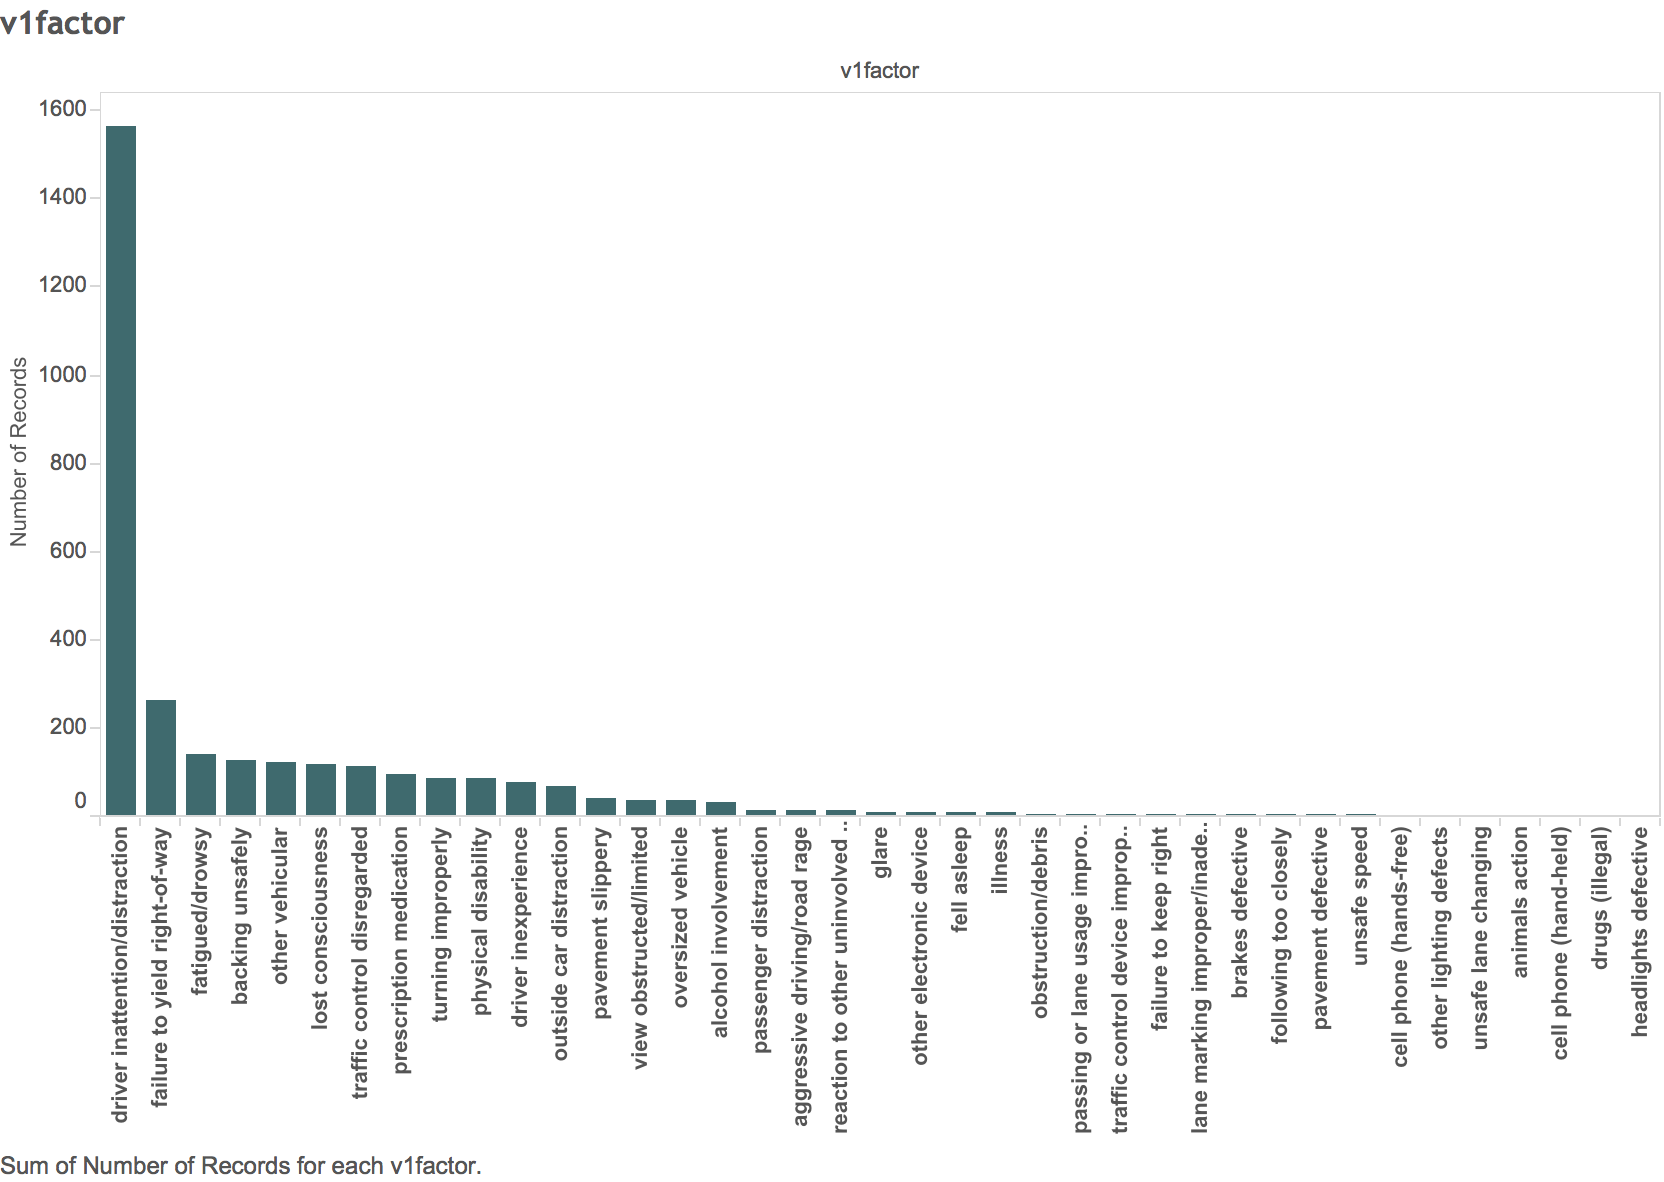 v1factor
v1factor
Number of Records
1600
1400
1200
1000
800
600
400
200
0
driver inattention/distraction
failure to yield right-of-way
fatigued/drowsy
backing unsafely
other vehicular
lost consciousness
traffic control disregarded
prescription medication
turning improperly
physical disability
driver inexperience
outside car distraction
pavement slippery
view obstructed/limited
oversized vehicle
alcohol involvement
passenger distraction
aggressive driving/road rage
reaction to other uninvolved ..
glare
other electronic device
fell asleep
illness
obstruction/debris
passing or lane usage impro..
traffic control device improp..
failure to keep right
lane marking improper/inade..
brakes defective
following too closely
pavement defective
unsafe speed
cell phone (hands-free)
other lighting defects
unsafe lane changing
animals action
cell phone (hand-held)
drugs (illegal)
headlights defective
Sum of Number of Records for each v1factor.